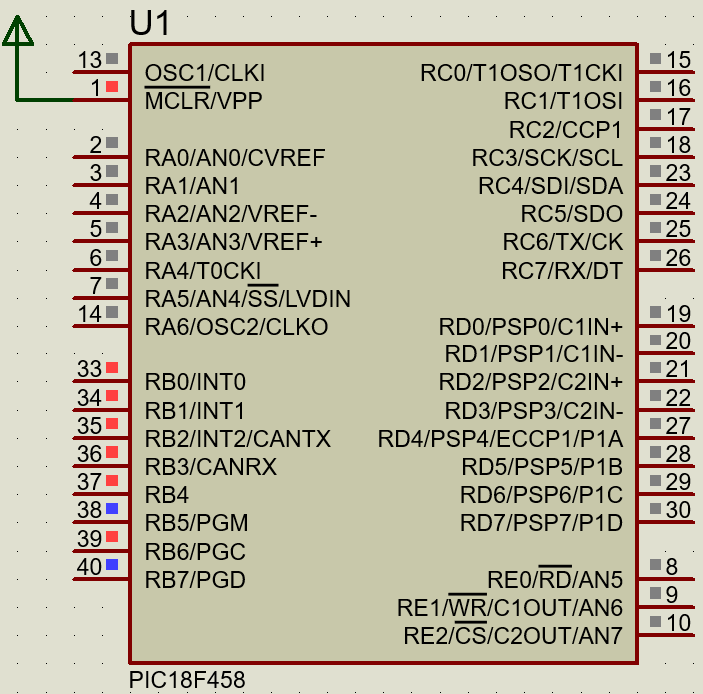 U1
13 OSC1/CLKI
1 MCLR/VPP
2 RA0/AN0/CVREF
3 RA1/AN1
4 RA2/AN2/VREF-
5 RA3/AN3/VREF+
6 RA4/T0CKI
7 RA5/AN4/SS/LVDIN
14 RA6/OSC2/CLKO
33 RB0/INT0
34 RB1/INT1
35 RB2/INT2/CANTX
36 RB3/CANRX
37 RB4
38 RB5/PGM
39 RB6/PGC
40 RB7/PGD
RC0/T1OSO/T1CKI 15
RC1/T1OSI 16
RC2/CCP1 17
RC3/SCK/SCL 18
RC4/SDI/SDA 23
RC5/SDO 24
RC6/TX/CK 25
RC7/RX/DT 26
RD0/PSP0/C1IN+ 19
RD1/PSP1/C1IN- 20
RD2/PSP2/C2IN+ 21
RD3/PSP3/C2IN- 22
RD4/PSP4/ECCP1/P1A 27
RD5/PSP5/P1B 28
RD6/PSP6/P1C 29
RD7/PSP7/P1D 30
RE0/RD/AN5 8
RE1/WR/C1OUT/AN6 9
RE2/CS/C2OUT/AN7 10
PIC18F458